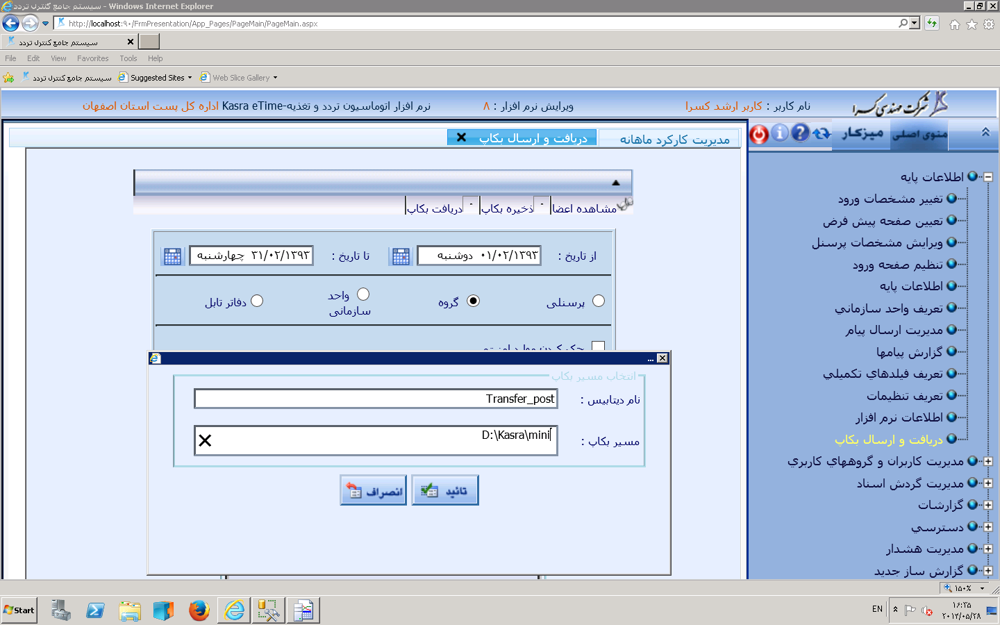 سیستم جامع کنترل تردد - Windows Internet Explorer
http://localhost:۹۰/FrmPresentation/App_Pages/PageMain/PageMain.aspx
سیستم جامع کنترل تردد
File Edit View Favorites Tools Help
سیستم جامع کنترل تردد Suggested Sites Web Slice Gallery
شرکت مهندسی کسرا
نام کاربر : کاربر ارشد کسرا
ویرایش نرم افزار : ۸
نرم افزار اتوماسیون تردد و تغذیه-Kasra eTime اداره کل پست استان اصفهان
منوی اصلی میزکار
مدیریت کارکرد ماهانه دریافت و ارسال بکاپ
مشاهده اعضا ذخیره بکاپ دریافت بکاپ
از تاریخ : ۰۱/۰۲/۱۳۹۳ دوشنبه تا تاریخ : ۳۱/۰۲/۱۳۹۳ چهارشنبه
پرسنلی گروه واحد سازمانی دفاتر تابل
...
انتخاب مسیر بکاپ
نام دیتابیس : Transfer_post
مسیر بکاپ : D:\Kasra\mini
تائید انصراف
اطلاعات پایه
تغییر مشخصات ورود
تعیین صفحه پیش فرض
ویرایش مشخصات پرسنل
تنظیم صفحه ورود
اطلاعات پایه
تعریف واحد سازماني
مدیریت ارسال پیام
گزارش پیامها
تعریف فیلدهاي تکمیلي
تعریف تنظیمات
اطلاعات نرم افزار
دریافت و ارسال بکاپ
مدیریت کاربران و گروههاي کاربري
مدیریت گردش اسناد
گزارشات
دسترسي
مدیریت هشدار
گزارش ساز جدید
۱۵۰%
Start
EN
۱۶:۲۵
۲۰۱۴/۰۵/۲۸